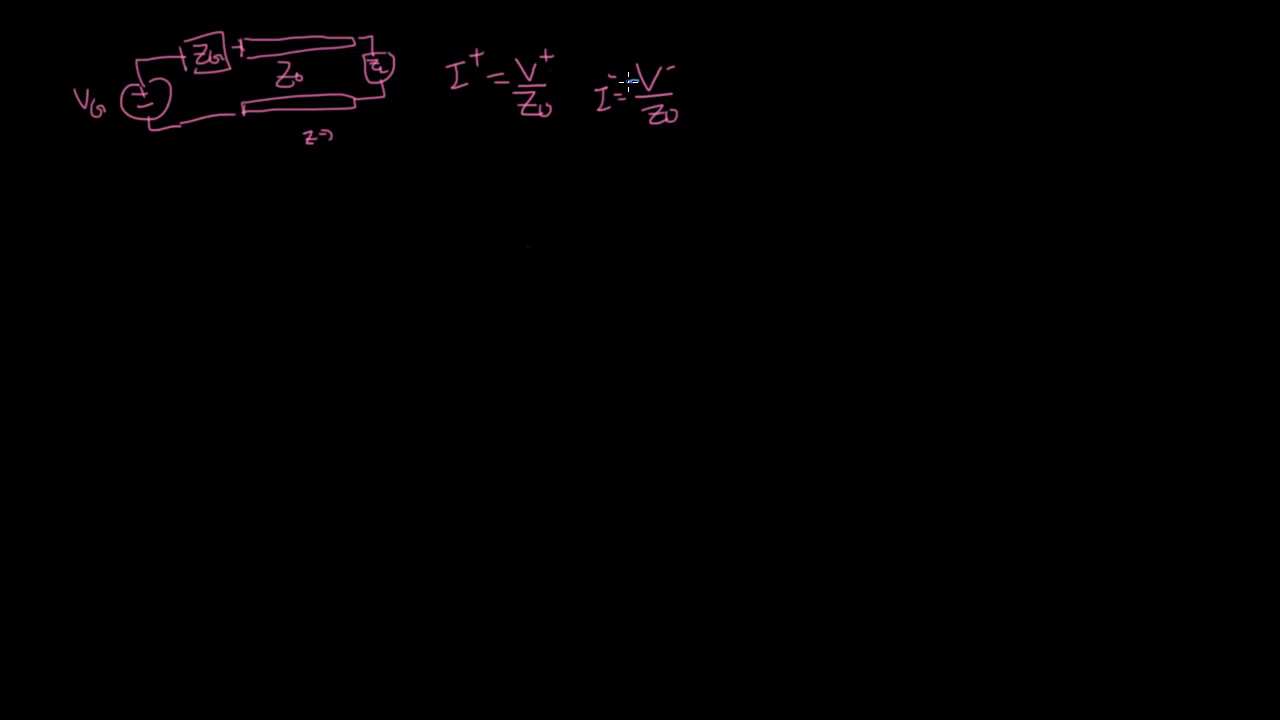 V_G
Z_G
Z_0
Z_L
z→
I^+ = V^+/Z_0
I^- = V^-/Z_0